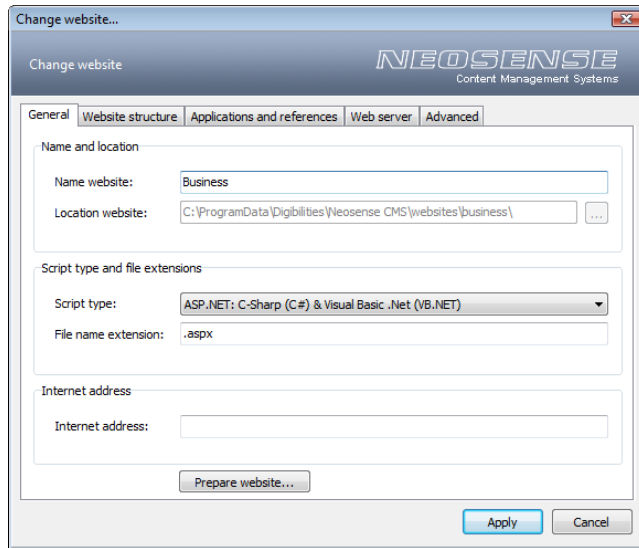 Change website...
Change website
NEOSENSE
Content Management Systems
General Website structure Applications and references Web server Advanced
Name and location
Name website: Business
Location website: C:\ProgramData\Digibilities\Neosense CMS\websites\business\ ...
Script type and file extensions
Script type: ASP.NET: C-Sharp (C#) & Visual Basic .Net (VB.NET)
File name extension: .aspx
Internet address
Internet address:
Prepare website...
Apply Cancel